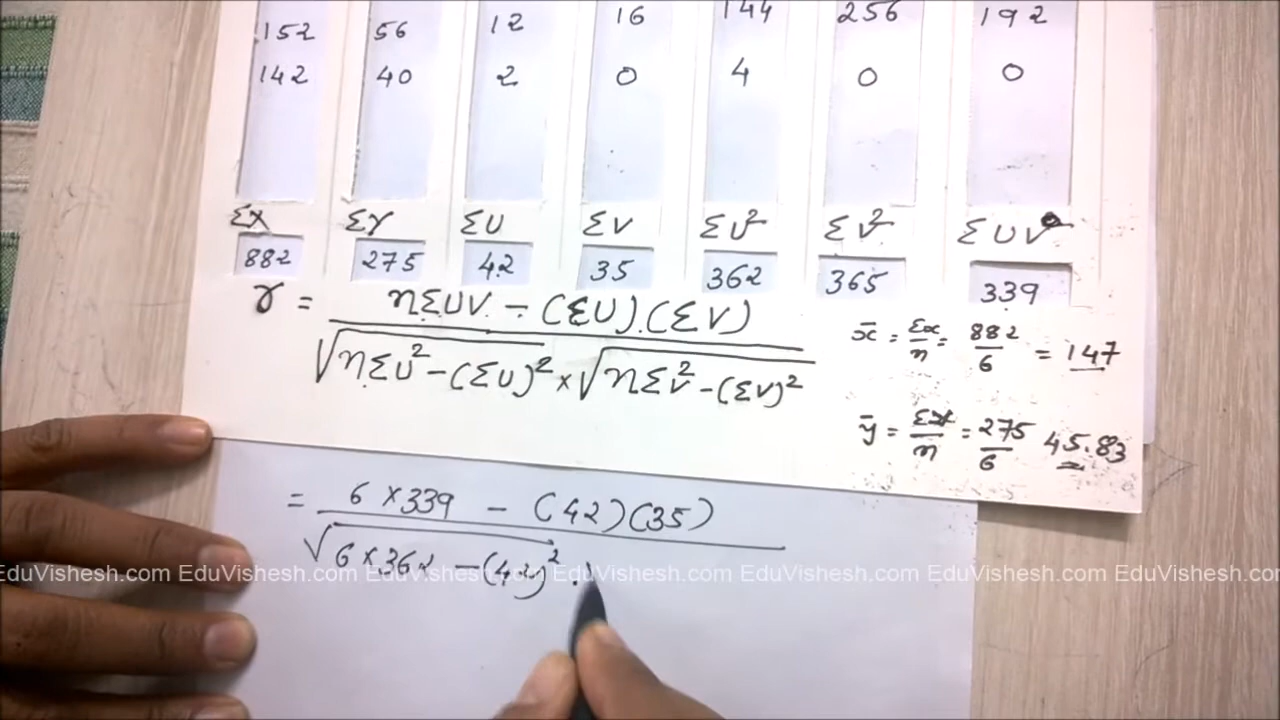 152 56 12 16 144 256 192
142 40 2 0 4 0 0
Σx Σy ΣU ΣV ΣU² ΣV² ΣUV
882 275 42 35 362 365 339
r = nΣUV - (ΣU).(ΣV) / √nΣU² - (ΣU)² × √nΣV² - (ΣV)²
x̄ = Σx/n = 882/6 = 147
ȳ = Σy/n = 275/6 45.83
= 6 × 339 - (42)(35)
√6 × 362 - (42)²
EduVishesh.com EduVishesh.com EduVishesh.com EduVishesh.com EduVishesh.com EduVishesh.com EduVishesh.com